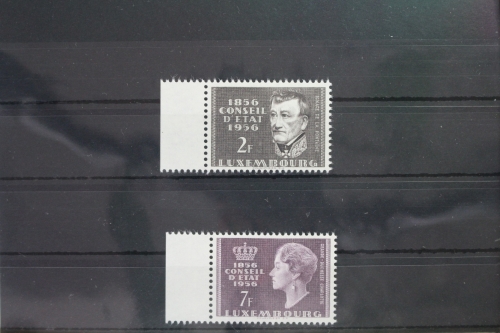 1856
CONSEIL
D'ETAT
1956
2F
LUXEMBOURG
1856
CONSEIL
D'ETAT
1956
7F
LUXEMBOURG